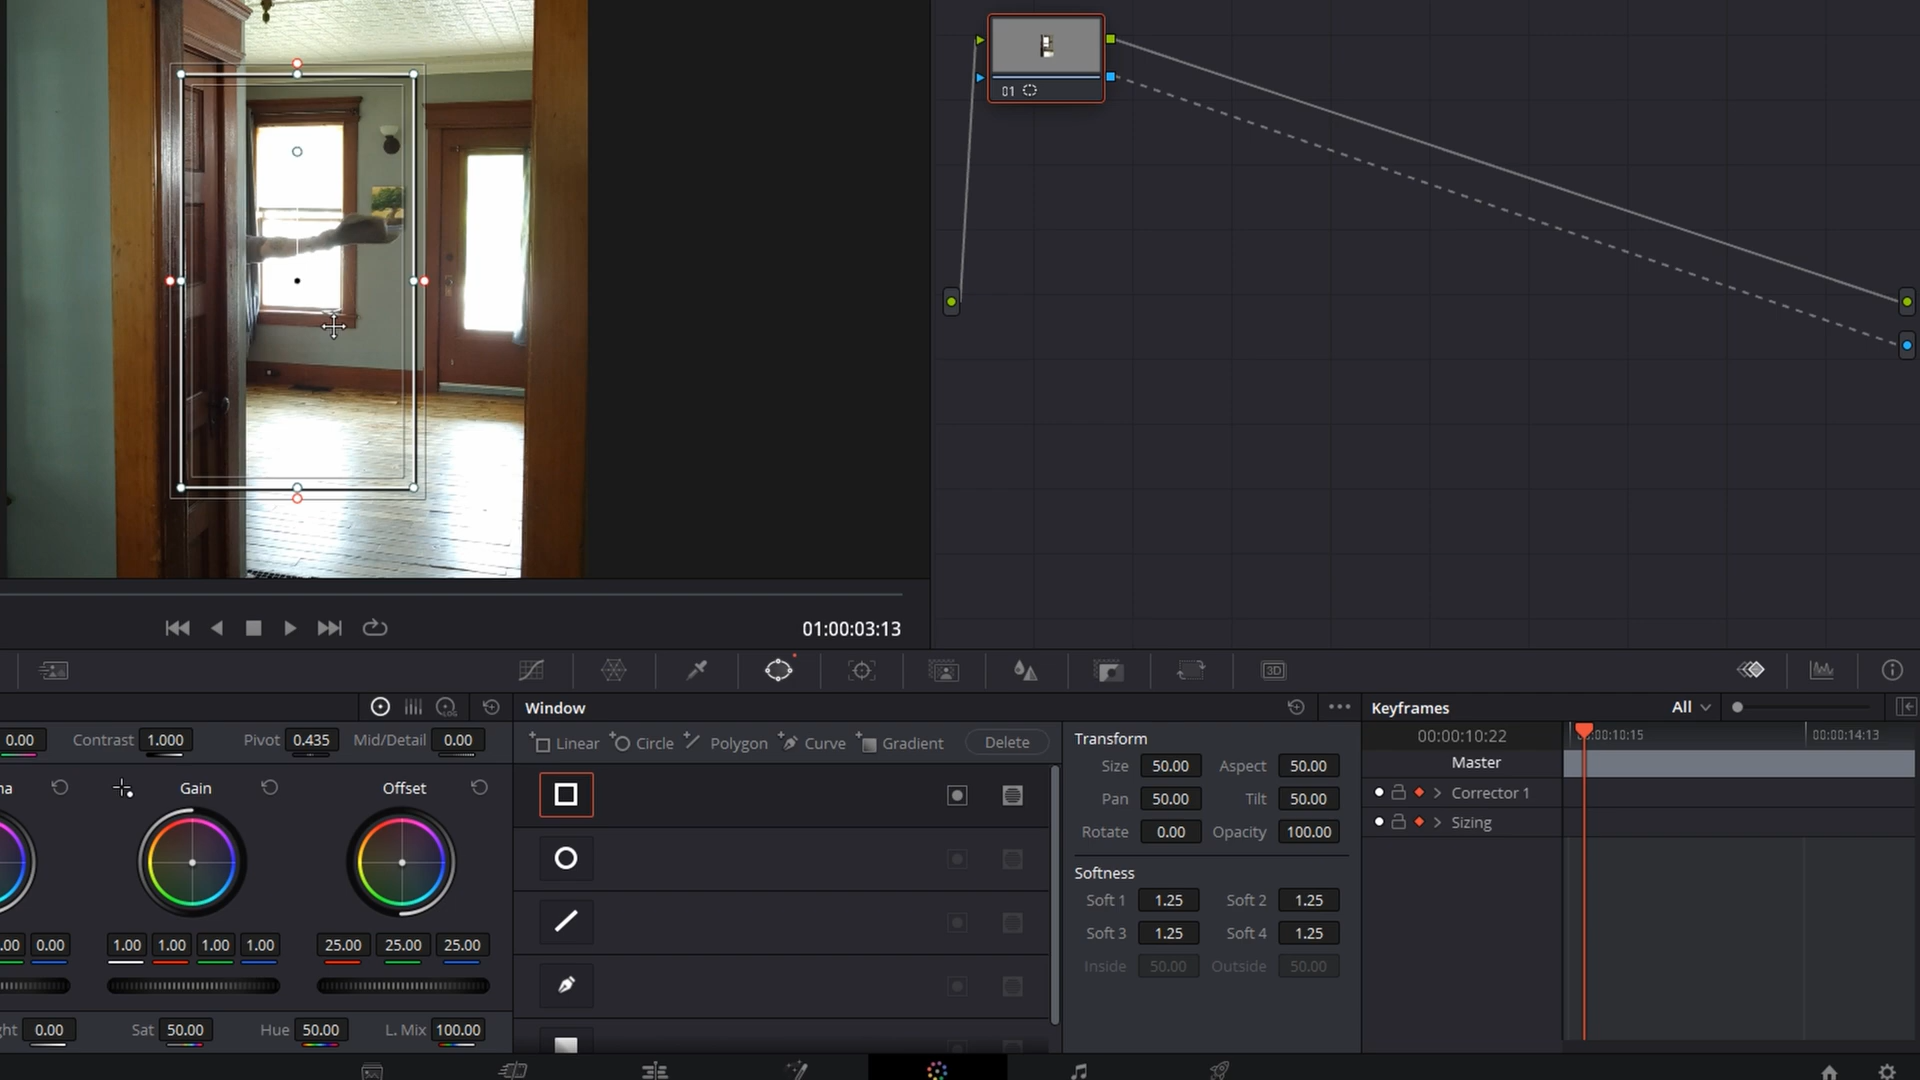 01
01:00:03:13
LOG
Window
Keyframes
All
0.00 Contrast 1.000 Pivot 0.435 Mid/Detail 0.00
Linear Circle Polygon Curve Gradient Delete
Transform
Size 50.00 Aspect 50.00
Pan 50.00 Tilt 50.00
Rotate 0.00 Opacity 100.00
Softness
Soft 1 1.25 Soft 2 1.25
Soft 3 1.25 Soft 4 1.25
Inside 50.00 Outside 50.00
00:00:10:22
:00:10:15 00:00:14:13
Master
Corrector 1
Sizing
na Gain Offset
.00 0.00 1.00 1.00 1.00 1.00 25.00 25.00 25.00
ght 0.00 Sat 50.00 Hue 50.00 L. Mix 100.00
3D